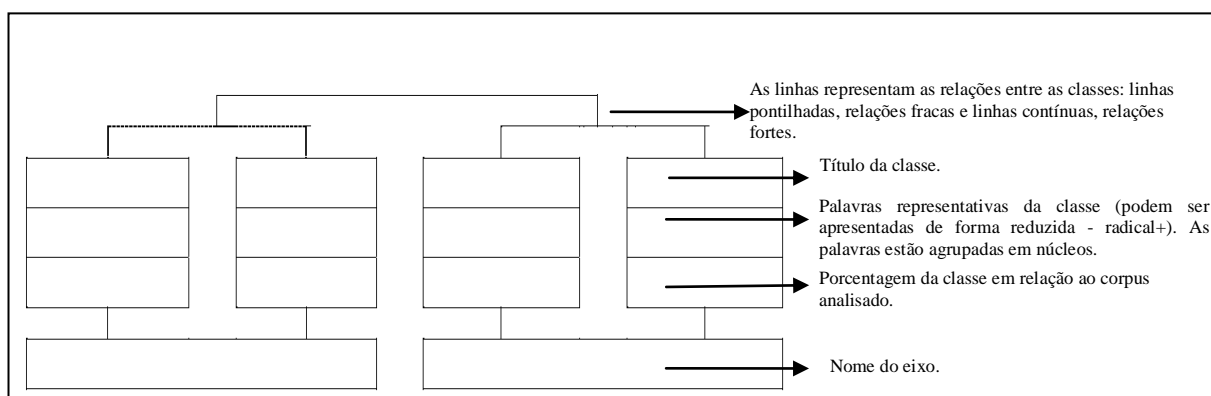 As linhas representam as relações entre as classes: linhas
pontilhadas, relações fracas e linhas contínuas, relações
fortes.
Título da classe.
Palavras representativas da classe (podem ser
apresentadas de forma reduzida - radical+). As
palavras estão agrupadas em núcleos.
Porcentagem da classe em relação ao corpus
analisado.
Nome do eixo.